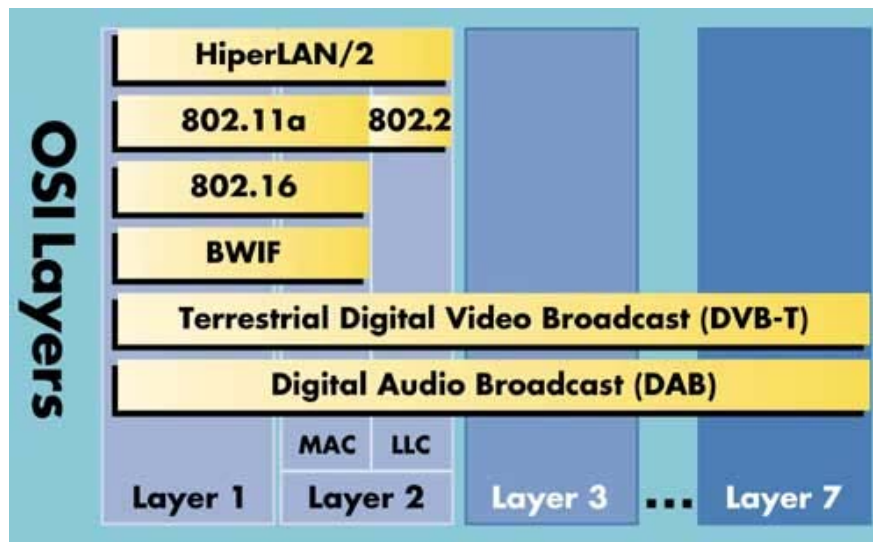 OSI Layers
HiperLAN/2
802.11a 802.2
802.16
BWIF
Terrestrial Digital Video Broadcast (DVB-T)
Digital Audio Broadcast (DAB)
MAC LLC
Layer 1 Layer 2 Layer 3 ... Layer 7